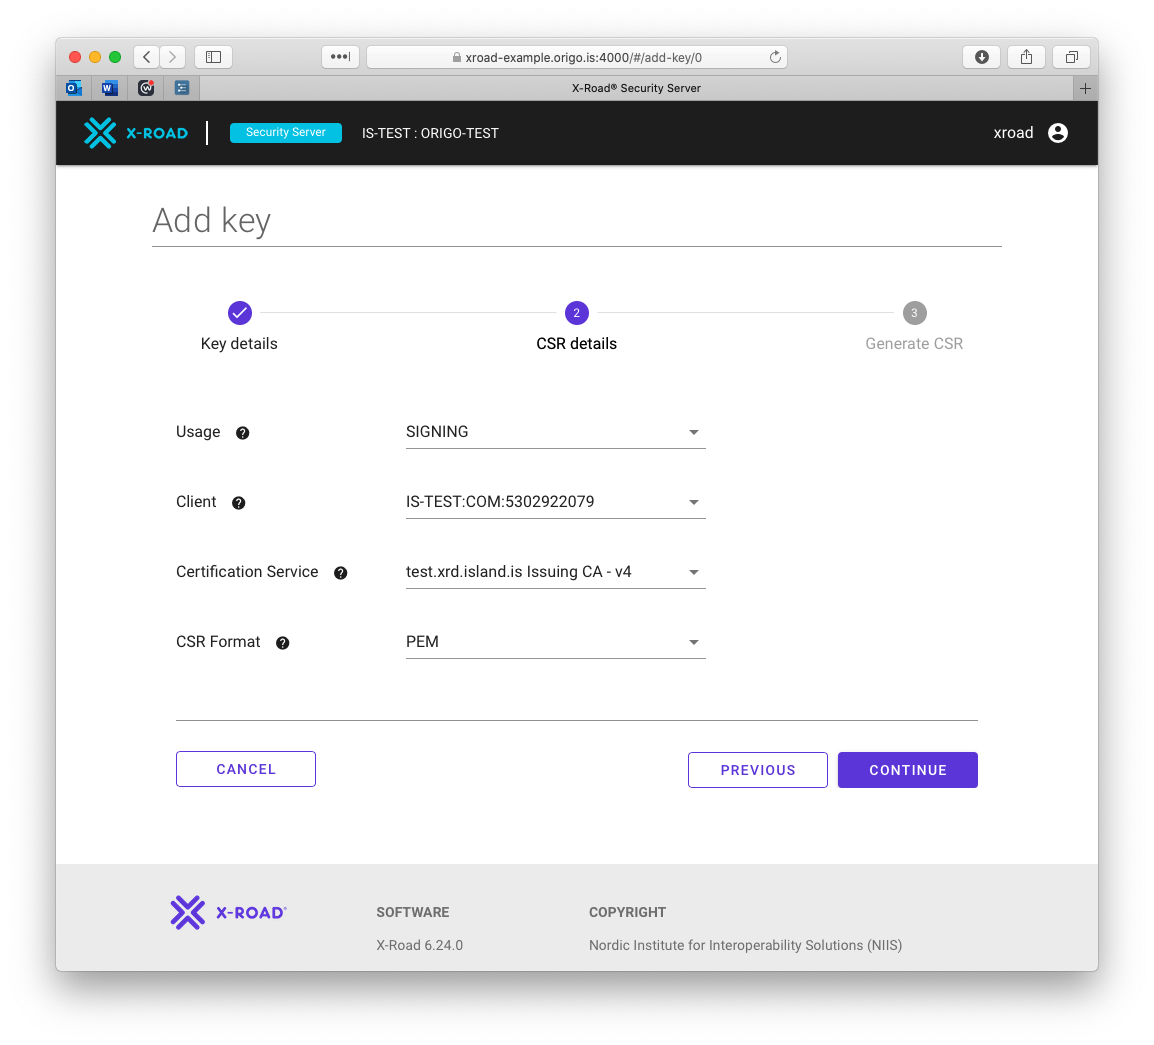 xroad-example.origo.is:4000/#/add-key/0
X-Road® Security Server
X-ROAD
Security Server
IS-TEST : ORIGO-TEST
xroad
Add key
2
3
Key details
CSR details
Generate CSR
Usage ?
SIGNING
Client ?
IS-TEST:COM:5302922079
Certification Service ?
test.xrd.island.is Issuing CA - v4
CSR Format ?
PEM
CANCEL
PREVIOUS
CONTINUE
X-ROAD®
SOFTWARE
COPYRIGHT
X-Road 6.24.0
Nordic Institute for Interoperability Solutions (NIIS)